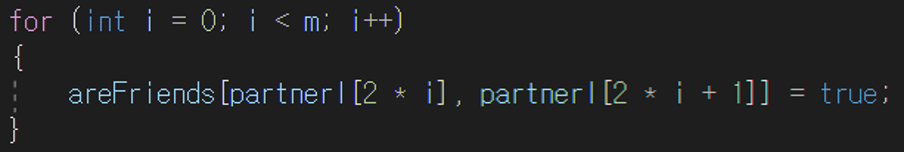 for (int i = 0; i < m; i++)
{
    areFriends[partnerI[2 * i], partnerI[2 * i + 1]] = true;
}